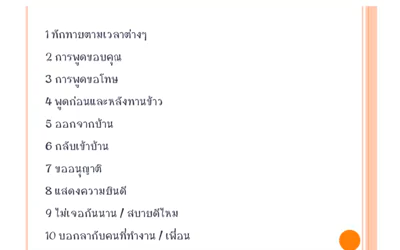 1 ทักทายตามเวลาต่างๆ
2 การพูดขอบคุณ
3 การพูดขอโทษ
4 พูดก่อนและหลังทานข้าว
5 ออกจากบ้าน
6 กลับเข้าบ้าน
7 ขออนุญาติ
8 แสดงความยินดี
9 ไม่เจอกันนาน / สบายดีไหม
10 บอกลากับคนที่ทำงาน / เพื่อน